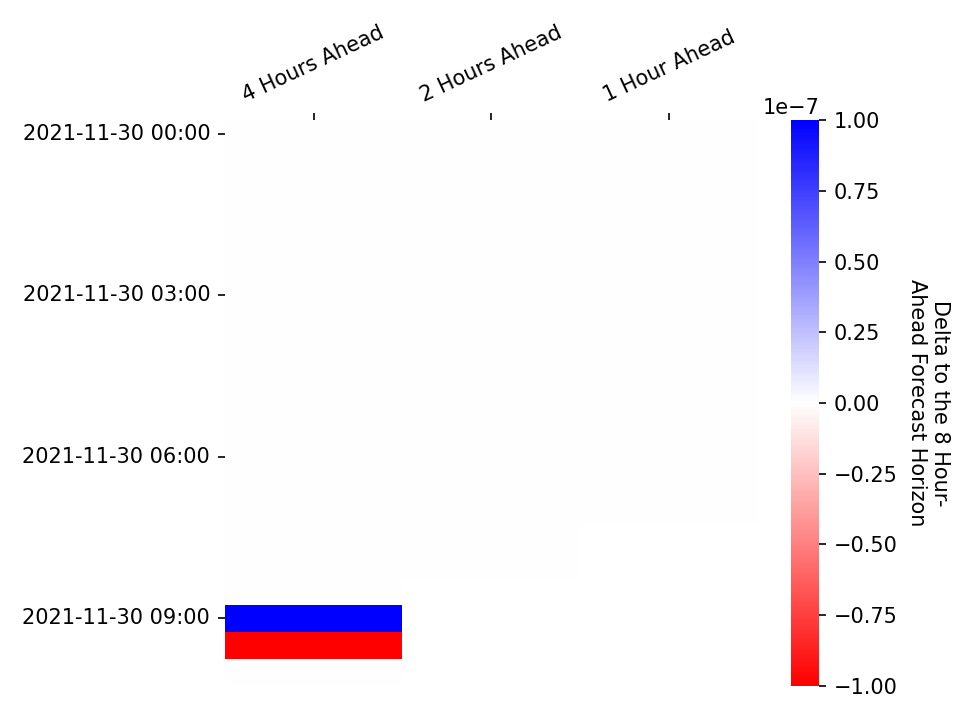 4 Hours Ahead
2 Hours Ahead
1 Hour Ahead
2021-11-30 00:00
2021-11-30 03:00
2021-11-30 06:00
2021-11-30 09:00
1e−7
1.00
0.75
0.50
0.25
0.00
−0.25
−0.50
−0.75
−1.00
Delta to the 8 Hour-
Ahead Forecast Horizon